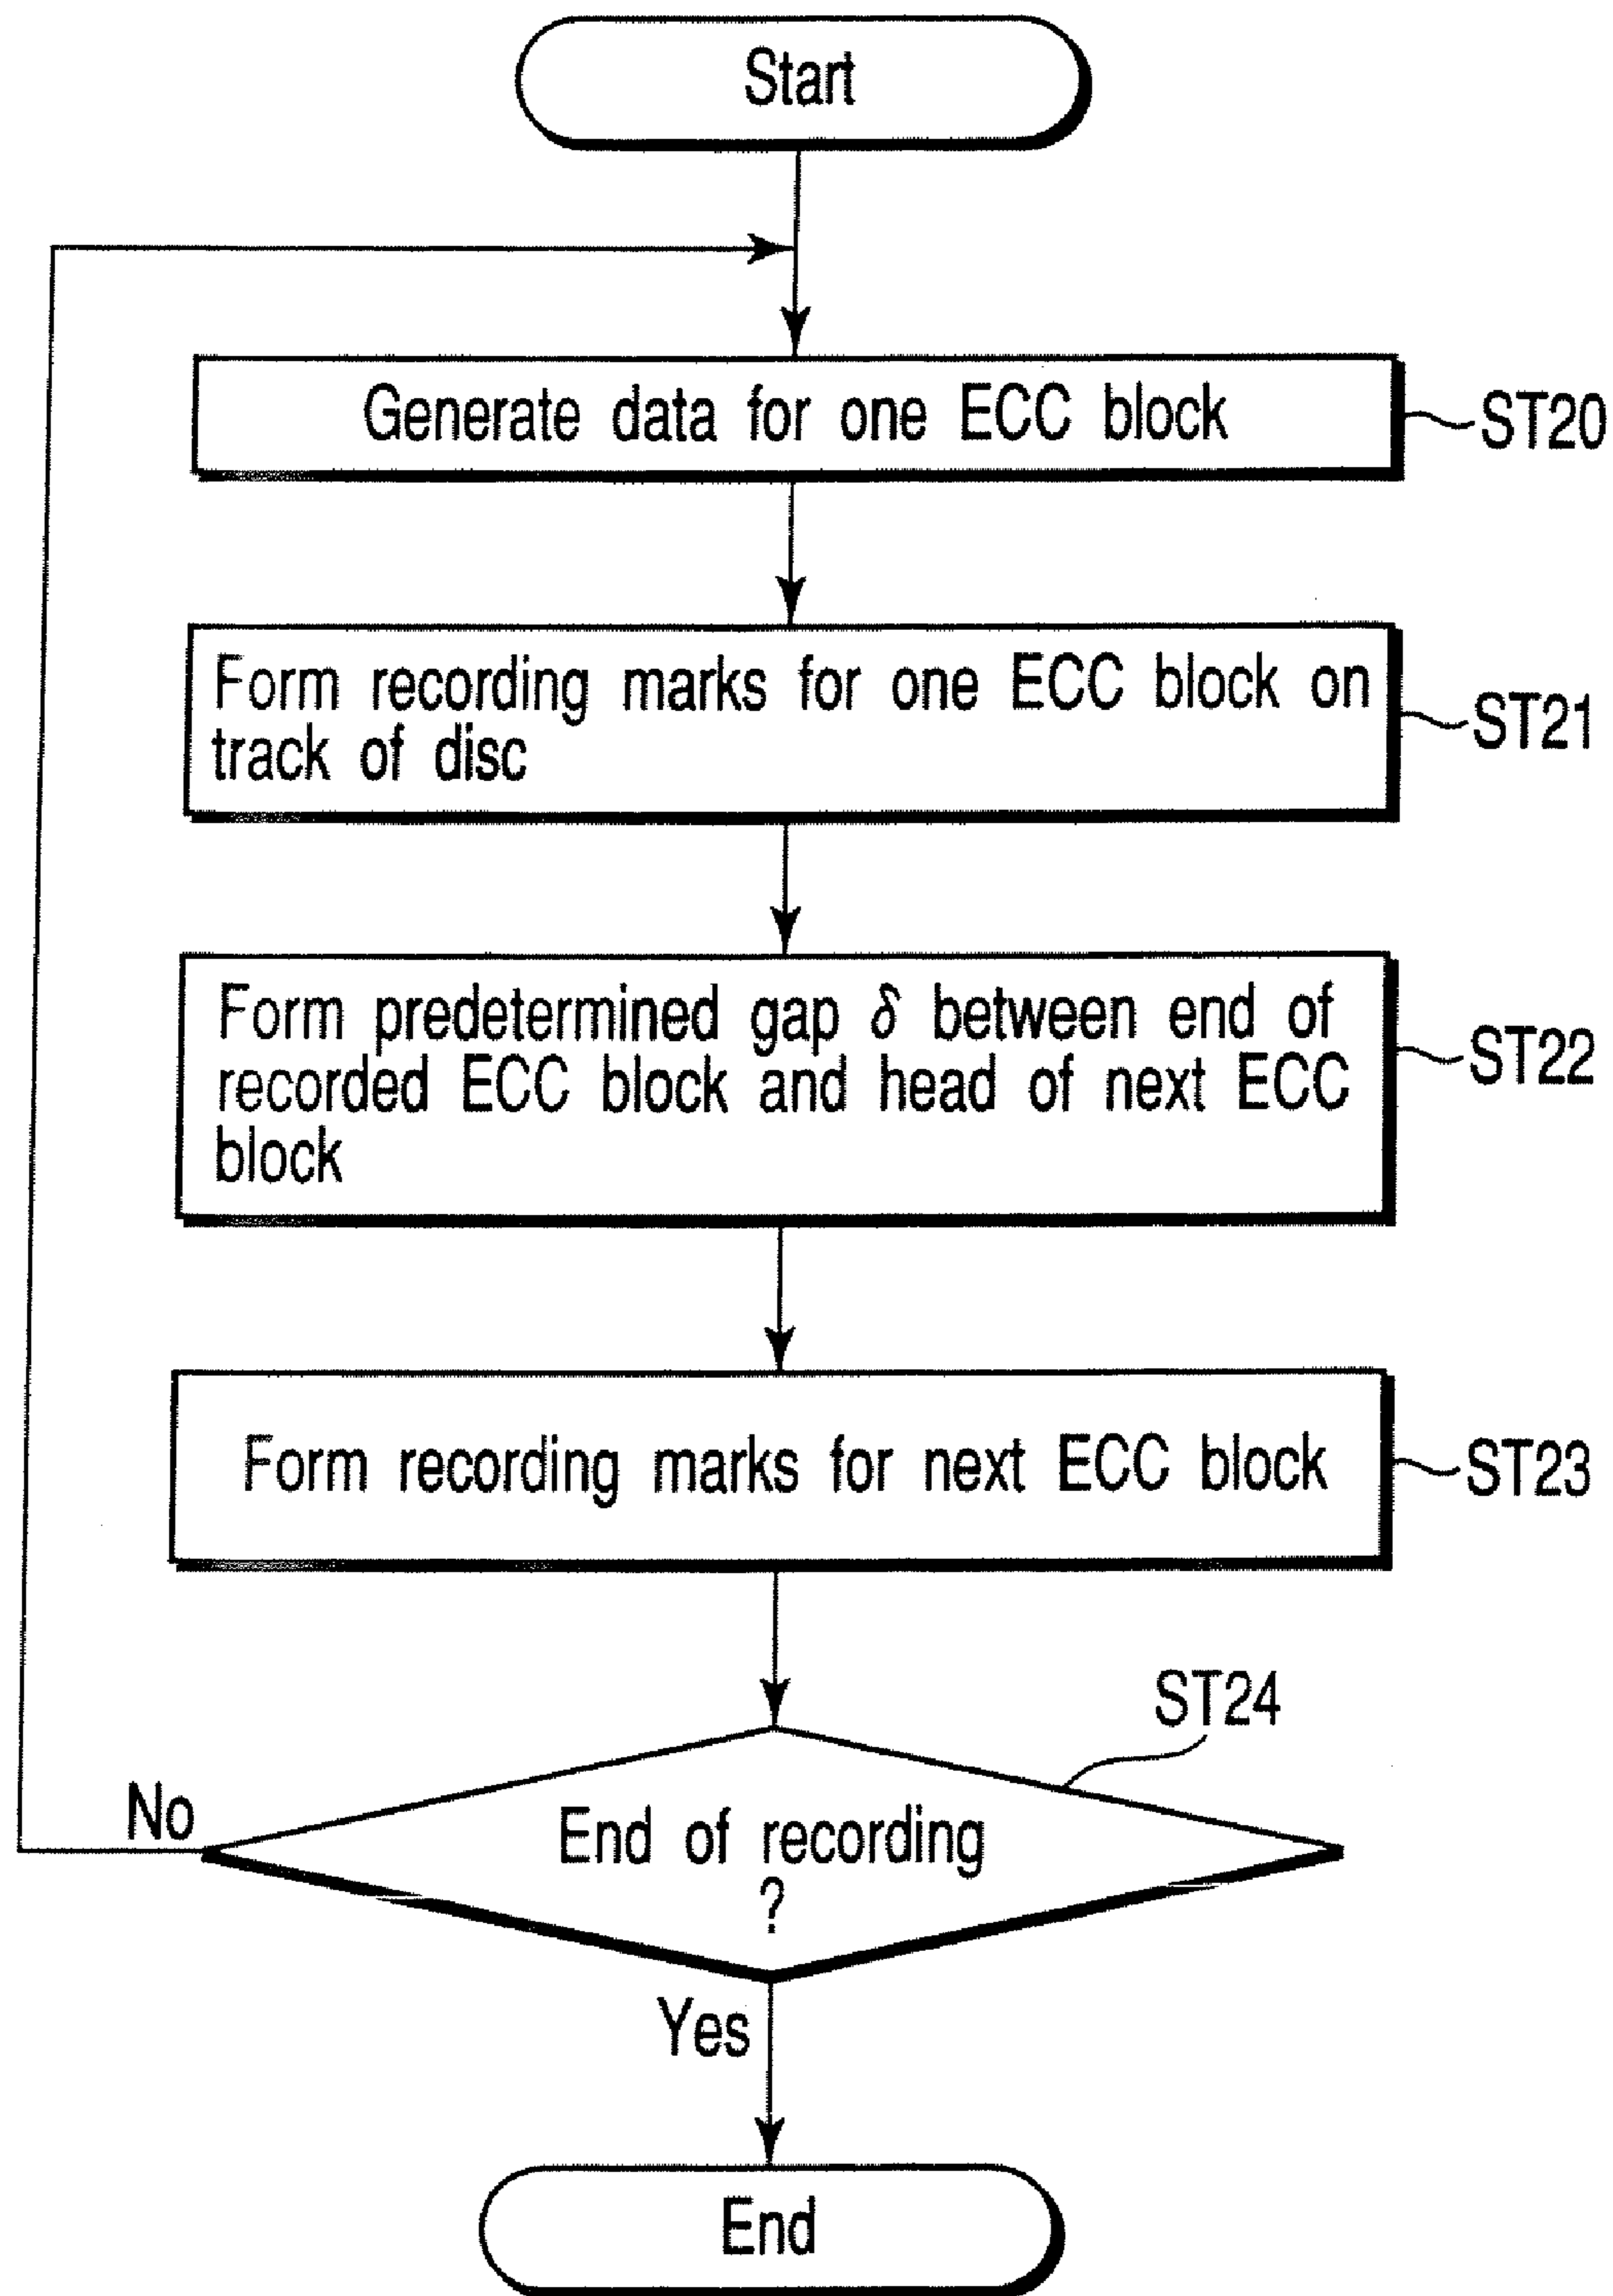 Start
Generate data for one ECC block
ST20
Form recording marks for one ECC block on
track of disc
ST21
Form predetermined gap δ between end of
recorded ECC block and head of next ECC
block
ST22
Form recording marks for next ECC block
ST23
ST24
No
End of recording
?
Yes
End